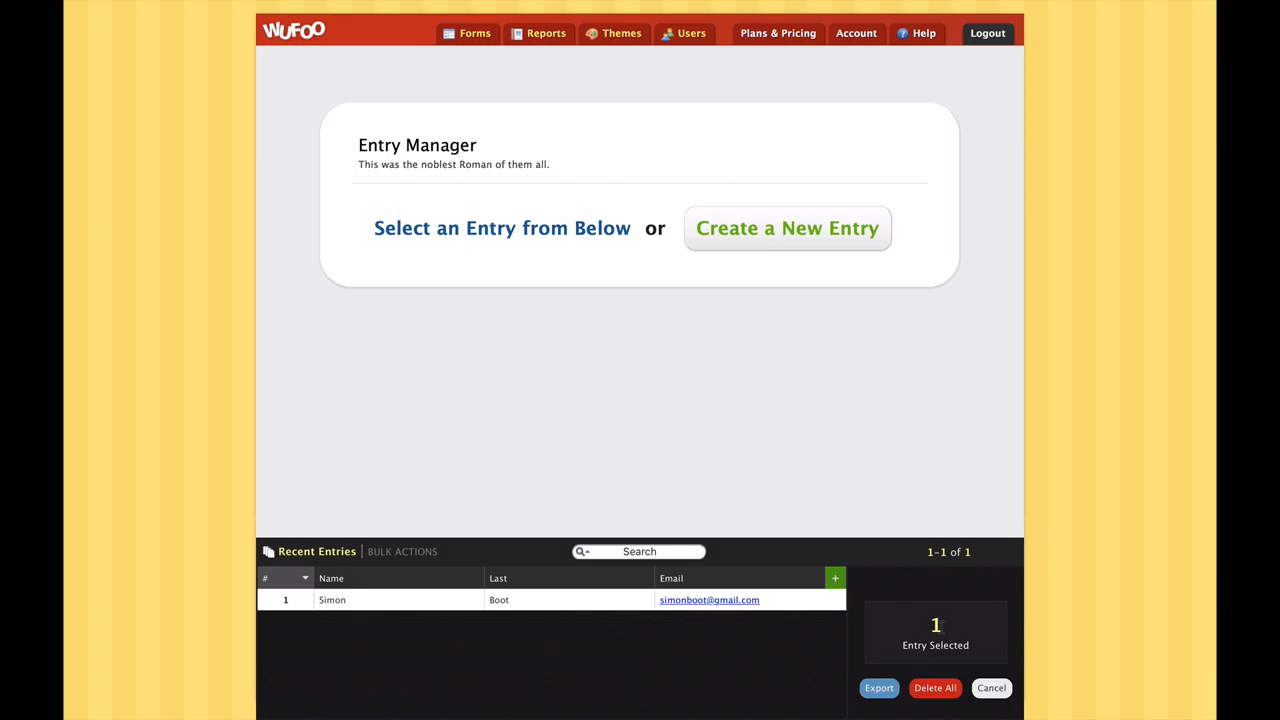 WUFOO Forms Reports Themes Users Plans & Pricing Account Help Logout
Entry Manager
This was the noblest Roman of them all.
Select an Entry from Below or Create a New Entry
Recent Entries | BULK ACTIONS Search 1-1 of 1
# Name Last Email +
1 Simon Boot simonboot@gmail.com
1
Entry Selected
Export Delete All Cancel